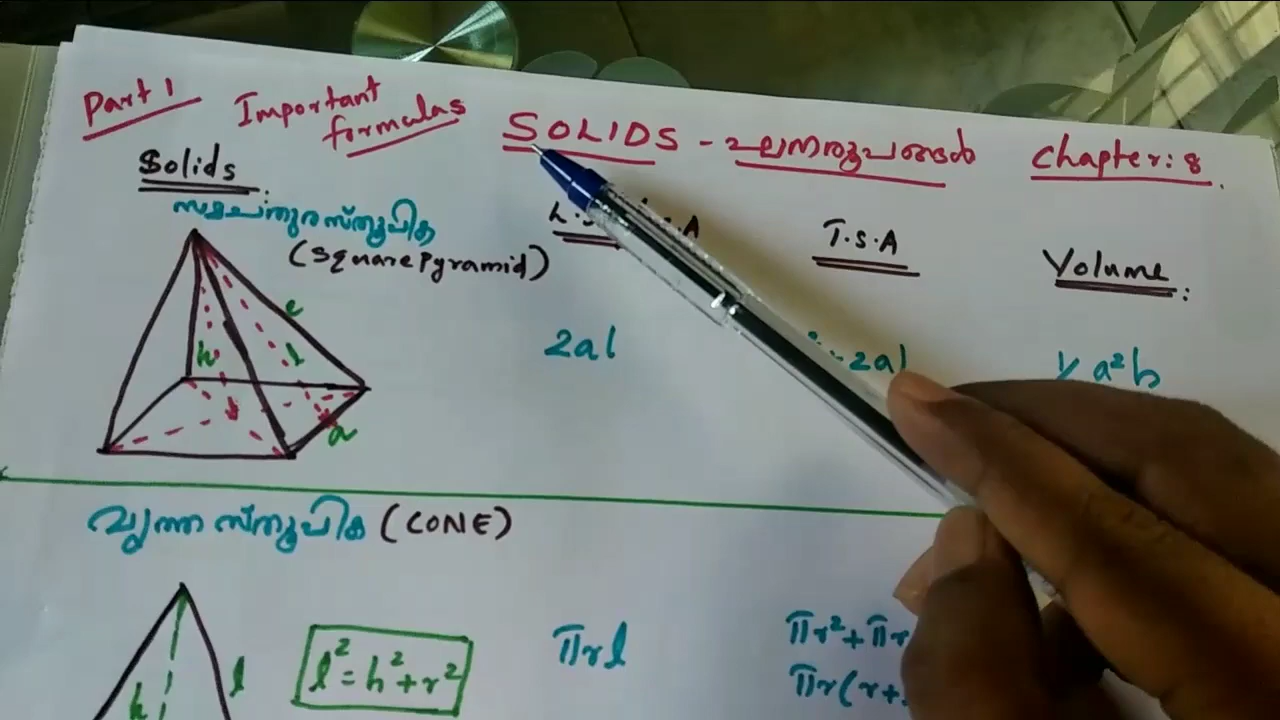 Part 1 Important formulas SOLIDS - ഘനരൂപങ്ങൾ Chapter: 8
Solids
സമചതുരസ്തൂപിക
(Square Pyramid)
T.S.A
Volume:
h l e
a
2al
2al
a²h
വൃത്തസ്തൂപിക (CONE)
h l
l² = h² + r²
πrl
πr² + πr
πr(r+